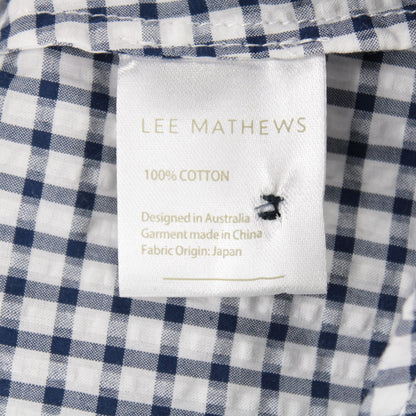 LEE MATHEWS
100% COTTON
Designed in Australia
Garment made in China
Fabric Origin: Japan